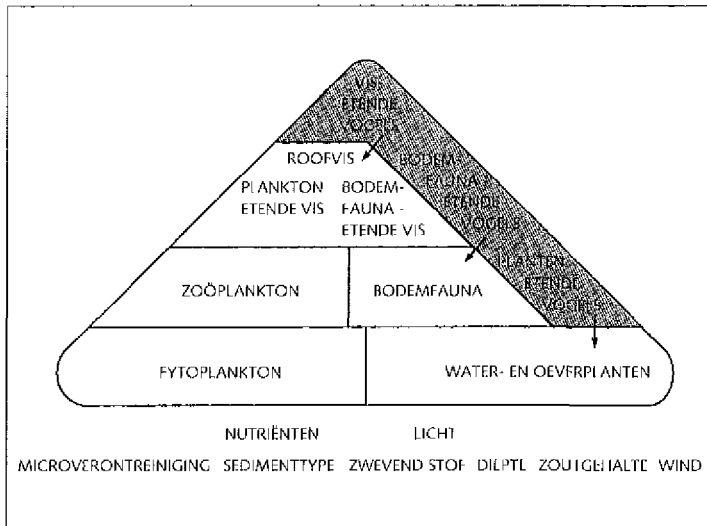 VIS-
ETENDE
VOGELS
ROOFVIS
PLANKTON
ETENDE VIS
BODEM-
FAUNA -
ETENDE VIS
BODEM-
FAUNA
ETENDE
VOGELS
PLANTEN
ETENDE
VOGELS
ZOÖPLANKTON
BODEMFAUNA
FYTOPLANKTON
WATER- EN OEVERPLANTEN
NUTRIËNTEN LICHT
MICROVERONTREINIGING SEDIMENTTYPE ZWEVEND STOF DIEPTE ZOUTGEHALTE WIND